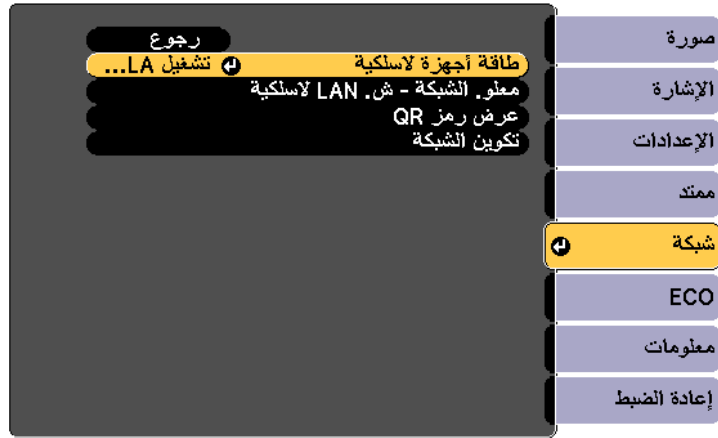 صورة
الإشارة
الإعدادات
ممتد
شبكة
ECO
معلومات
إعادة الضبط
رجوع
طاقة أجهزة لاسلكية تشغيل LA...
معلو. الشبكة - ش. LAN لاسلكية
عرض رمز QR
تكوين الشبكة